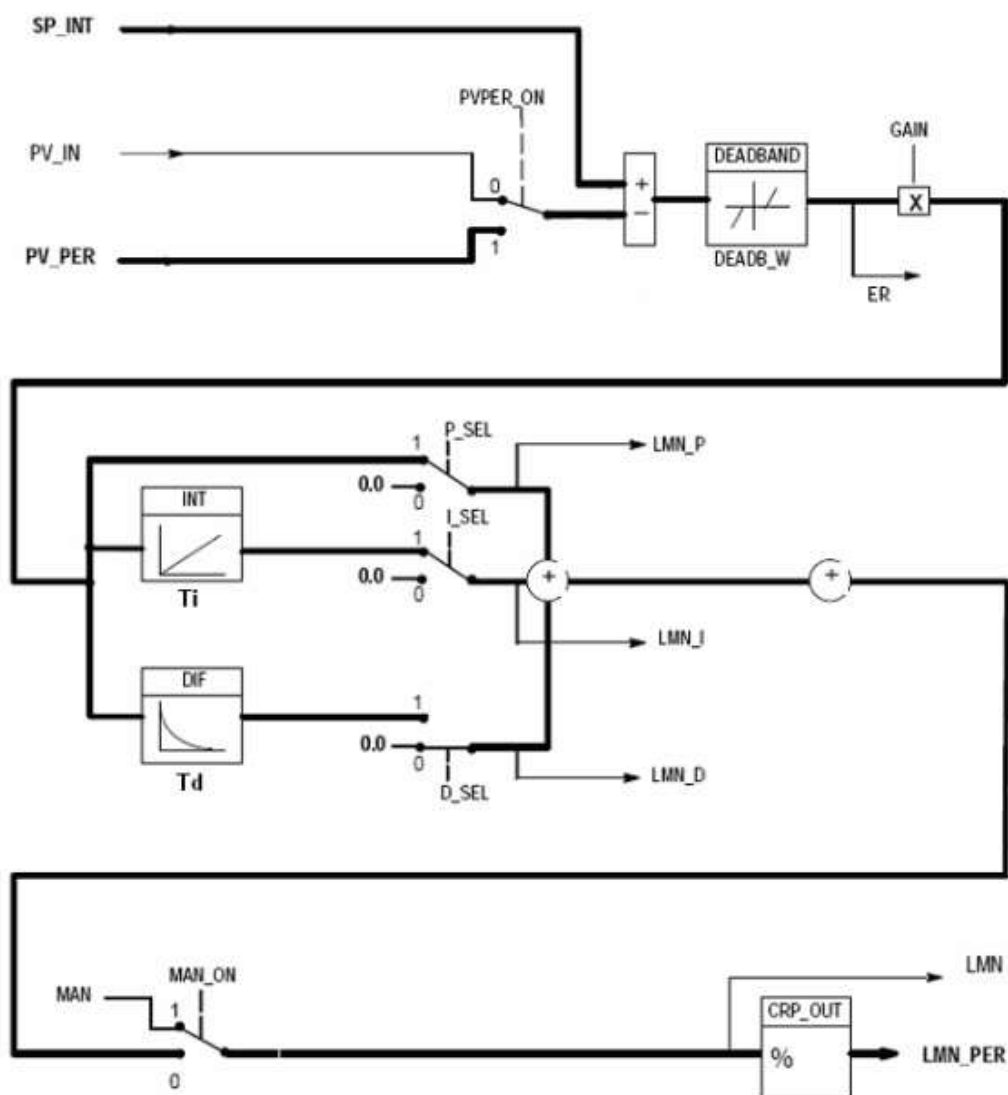 SP_INT
PVPER_ON
GAIN
PV_IN
DEADBAND
0
+
X
−
PV_PER
1
DEADB_W
ER
P_SEL
1
LMN_P
0.0
INT
0
I_SEL
1
0.0
+
+
0
Ti
LMN_I
DIF
1
0.0
0
LMN_D
Td
D_SEL
LMN
MAN_ON
MAN
1
CRP_OUT
%
LMN_PER
0